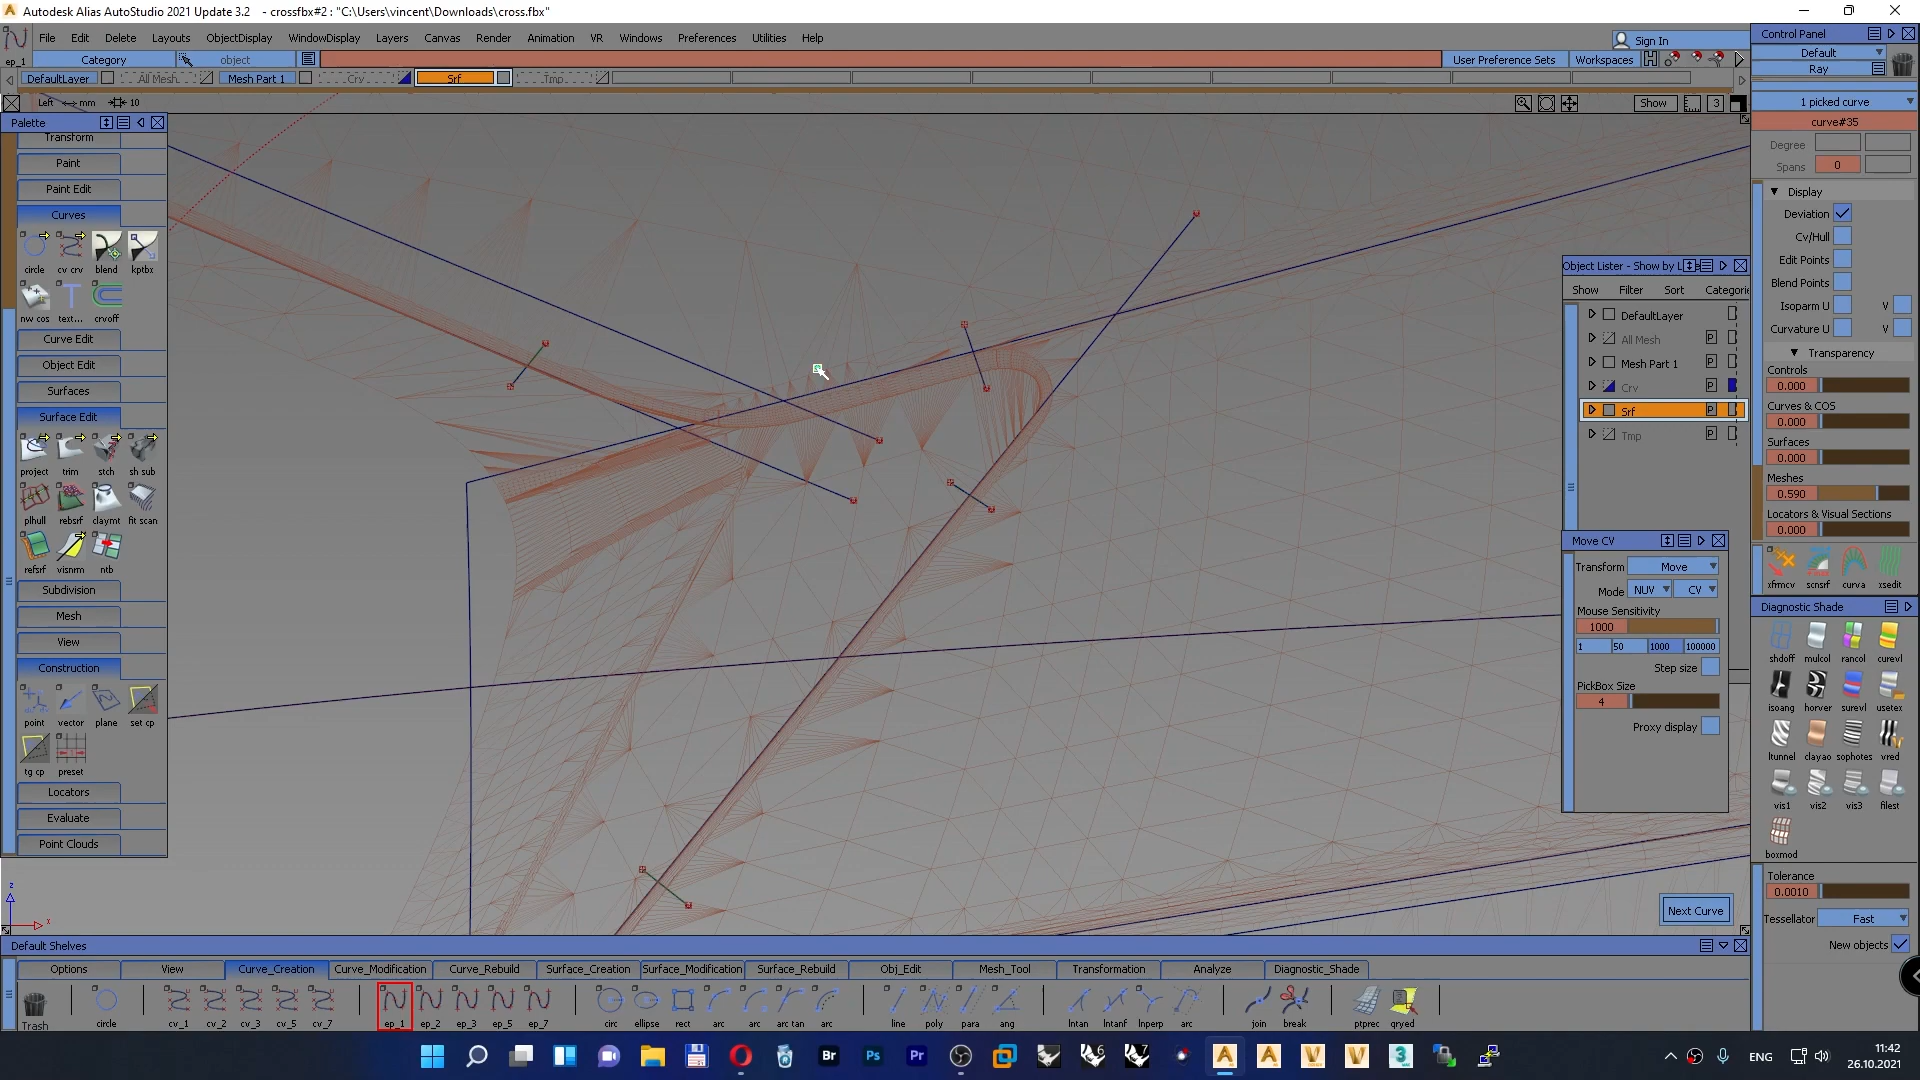 Autodesk Alias AutoStudio 2021 Update 3.2 - crossfbx#2 : "C:\Users\vincent\Downloads\cross.fbx"
File Edit Delete Layouts ObjectDisplay WindowDisplay Layers Canvas Render Animation VR Windows Preferences Utilities Help
Sign In
ep_1 Category object User Preference Sets Workspaces
DefaultLayer All Mesh Mesh Part 1 Crv Srf Tmp
Left mm 10 Show 3
Palette
Transform
Paint
Paint Edit
Curves
circle cv crv blend kptbx
nw cos text... crvoff
Curve Edit
Object Edit
Surfaces
Surface Edit
project trim stch sh sub
plhull rebsrf claymt fit scan
refsrf visnrm ntb
Subdivision
Mesh
View
Construction
point vector plane set cp
tg cp preset
Locators
Evaluate
Point Clouds
z
x
Control Panel
Default
Ray
1 picked curve
curve#35
Degree
Spans 0
Display
Deviation
Cv/Hull
Edit Points
Blend Points
Isoparm U V
Curvature U V
Transparency
Controls
0.000
Curves & COS
0.000
Surfaces
0.000
Meshes
0.590
Locators & Visual Sections
0.000
xfrmcv scnsrf curva xsedit
Diagnostic Shade
shdoff mulcol rancol curevl
isoang horver surevl usetex
ltunnel clayao sophotes vred
vis1 vis2 vis3 filest
boxmod
Tolerance
0.0010
Tessellator Fast
New objects
Object Lister - Show by L
Show Filter Sort Categorie
DefaultLayer
All Mesh P
Mesh Part 1 P
Crv P
Srf P
Tmp P
Move CV
Transform Move
Mode NUV CV
Mouse Sensitivity
1000
1 50 1000 100000
Step size
PickBox Size
4
Proxy display
Next Curve
Default Shelves
Options View Curve_Creation Curve_Modification Curve_Rebuild Surface_Creation Surface_Modification Surface_Rebuild Obj_Edit Mesh_Tool Transformation Analyze Diagnostic_Shade
Trash circle cv_1 cv_2 cv_3 cv_5 cv_7 ep_1 ep_2 ep_3 ep_5 ep_7 circ ellipse rect arc arc arc tan arc line poly para ang lntan lntanf lnperp arc join break ptprec qryed
Br Ps Pr 6 7 A A V V 3 ENG 11:42
26.10.2021